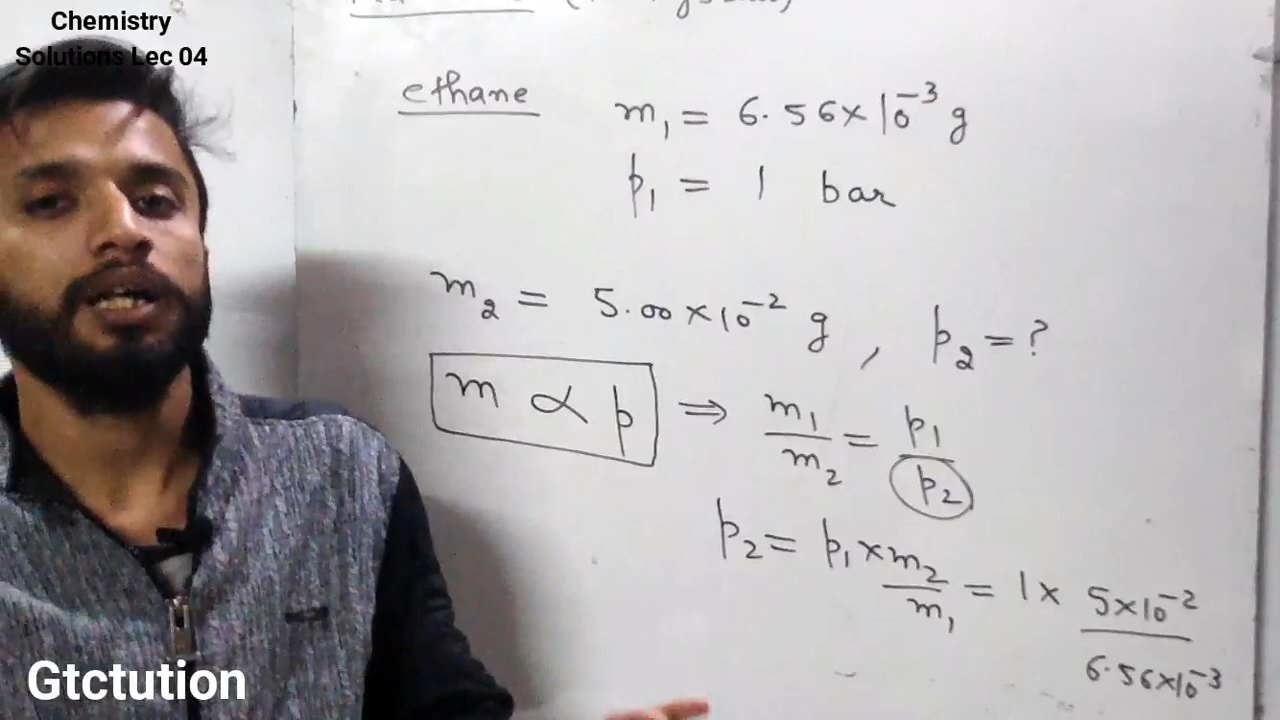 Chemistry
Solutions Lec 04
ethane
m₁ = 6.56×10⁻³ g
p₁ = 1 bar
m₂ = 5.00×10⁻² g , p₂ = ?
m ∝ p ⇒ m₁/m₂ = p₁/p₂
p₂ = p₁×m₂/m₁ = 1× 5×10⁻²/6.56×10⁻³
Gtctution